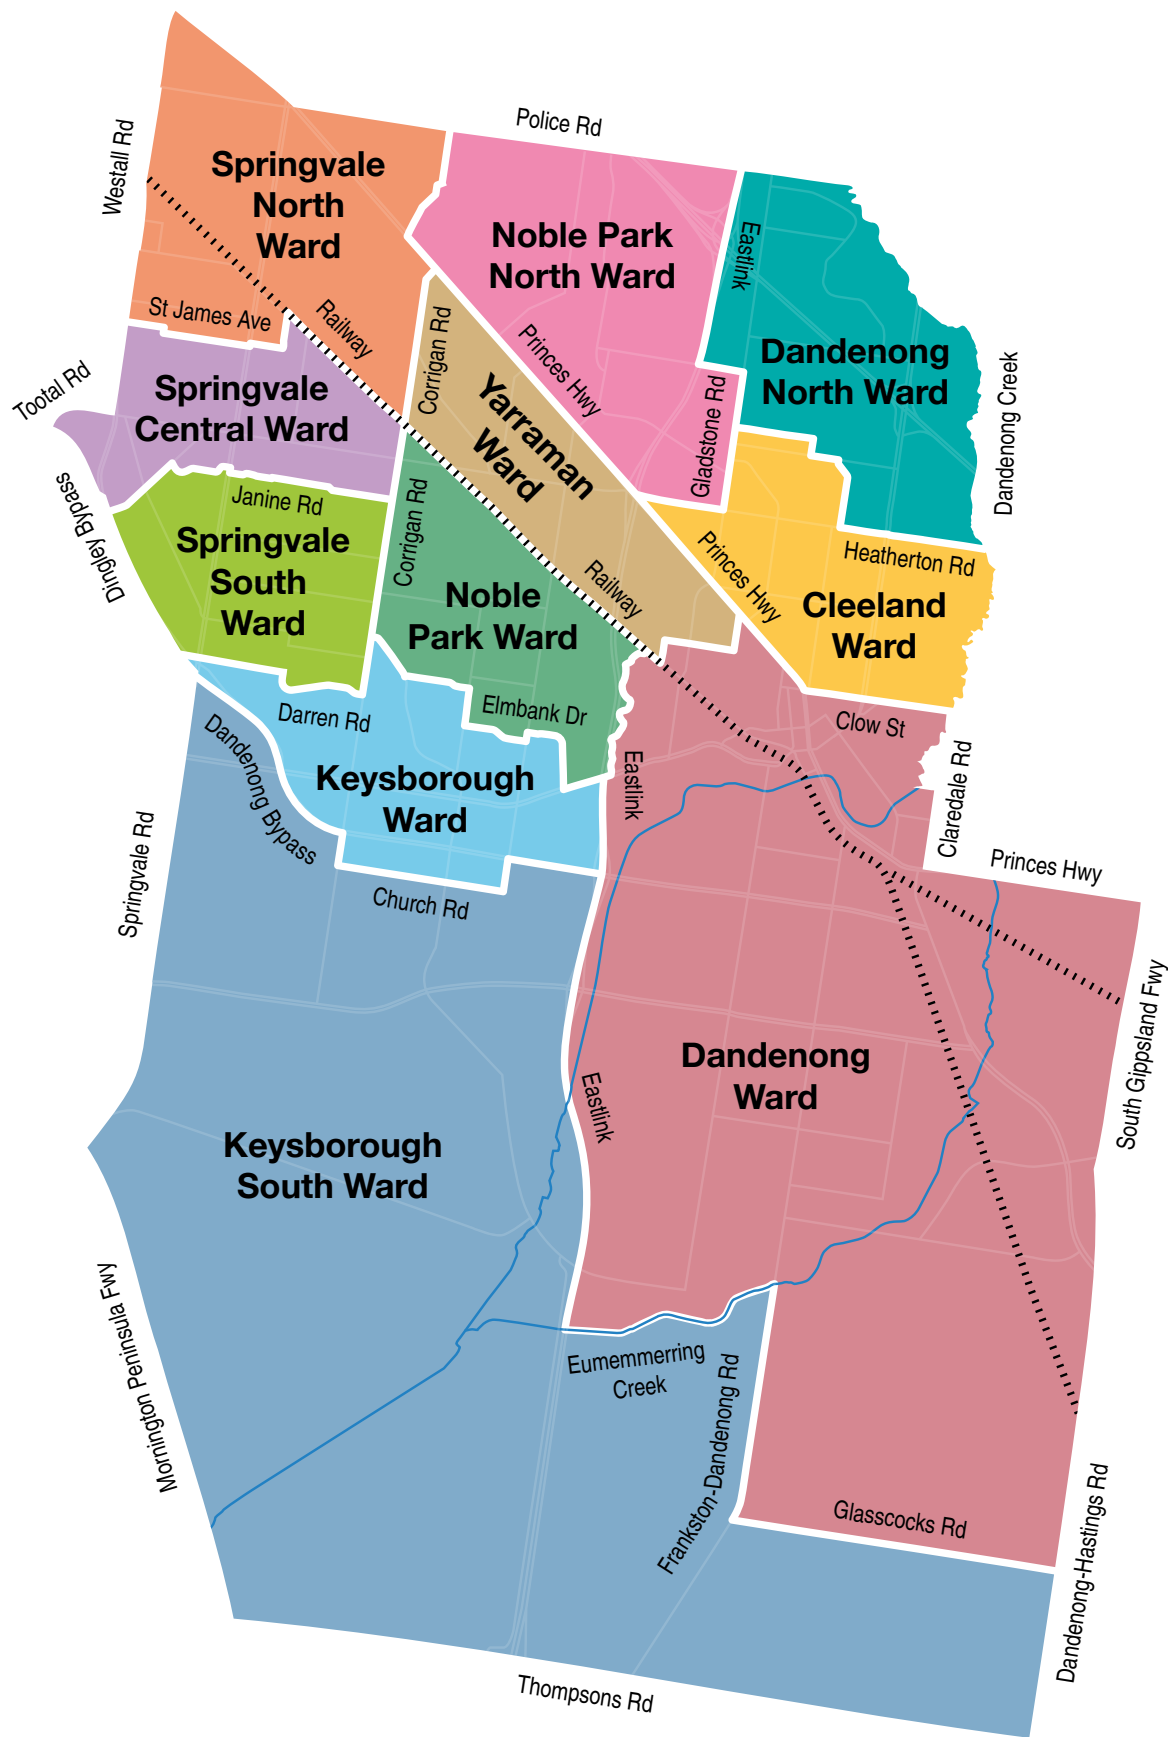 Police Rd
Westall Rd
Springvale
North
Ward
Noble Park
North Ward
Eastlink
St James Ave
Railway
Corrigan Rd
Princes Hwy
Dandenong
North Ward
Tootal Rd
Springvale
Central Ward
Yarraman
Ward
Gladstone Rd
Dandenong Creek
Dingley Bypass
Janine Rd
Corrigan Rd
Springvale
South
Ward
Noble
Park Ward
Railway
Princes Hwy
Heatherton Rd
Cleeland
Ward
Darren Rd
Elmbank Dr
Clow St
Dandenong Bypass
Keysborough
Ward
Eastlink
Claredale Rd
Springvale Rd
Church Rd
Princes Hwy
South Gippsland Fwy
Dandenong
Ward
Eastlink
Keysborough
South Ward
Mornington Peninsula Fwy
Eumemmerring
Creek
Frankston-Dandenong Rd
Glasscocks Rd
Dandenong-Hastings Rd
Thompsons Rd